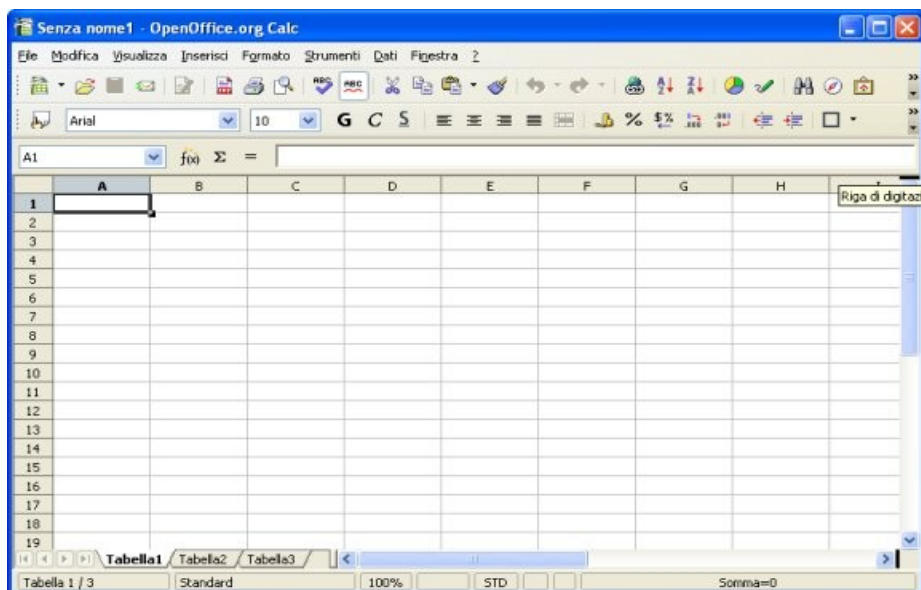 Senza nome1 - OpenOffice.org Calc
File Modifica Visualizza Inserisci Formato Strumenti Dati Finestra ?
ABC ABC
Arial 10 G C S % $%
A1 f(x) Σ =
A B C D E F G H I
Riga di digitaz
1
2
3
4
5
6
7
8
9
10
11
12
13
14
15
16
17
18
19
Tabella1 Tabella2 Tabella3
Tabella 1 / 3 Standard 100% STD Somma=0